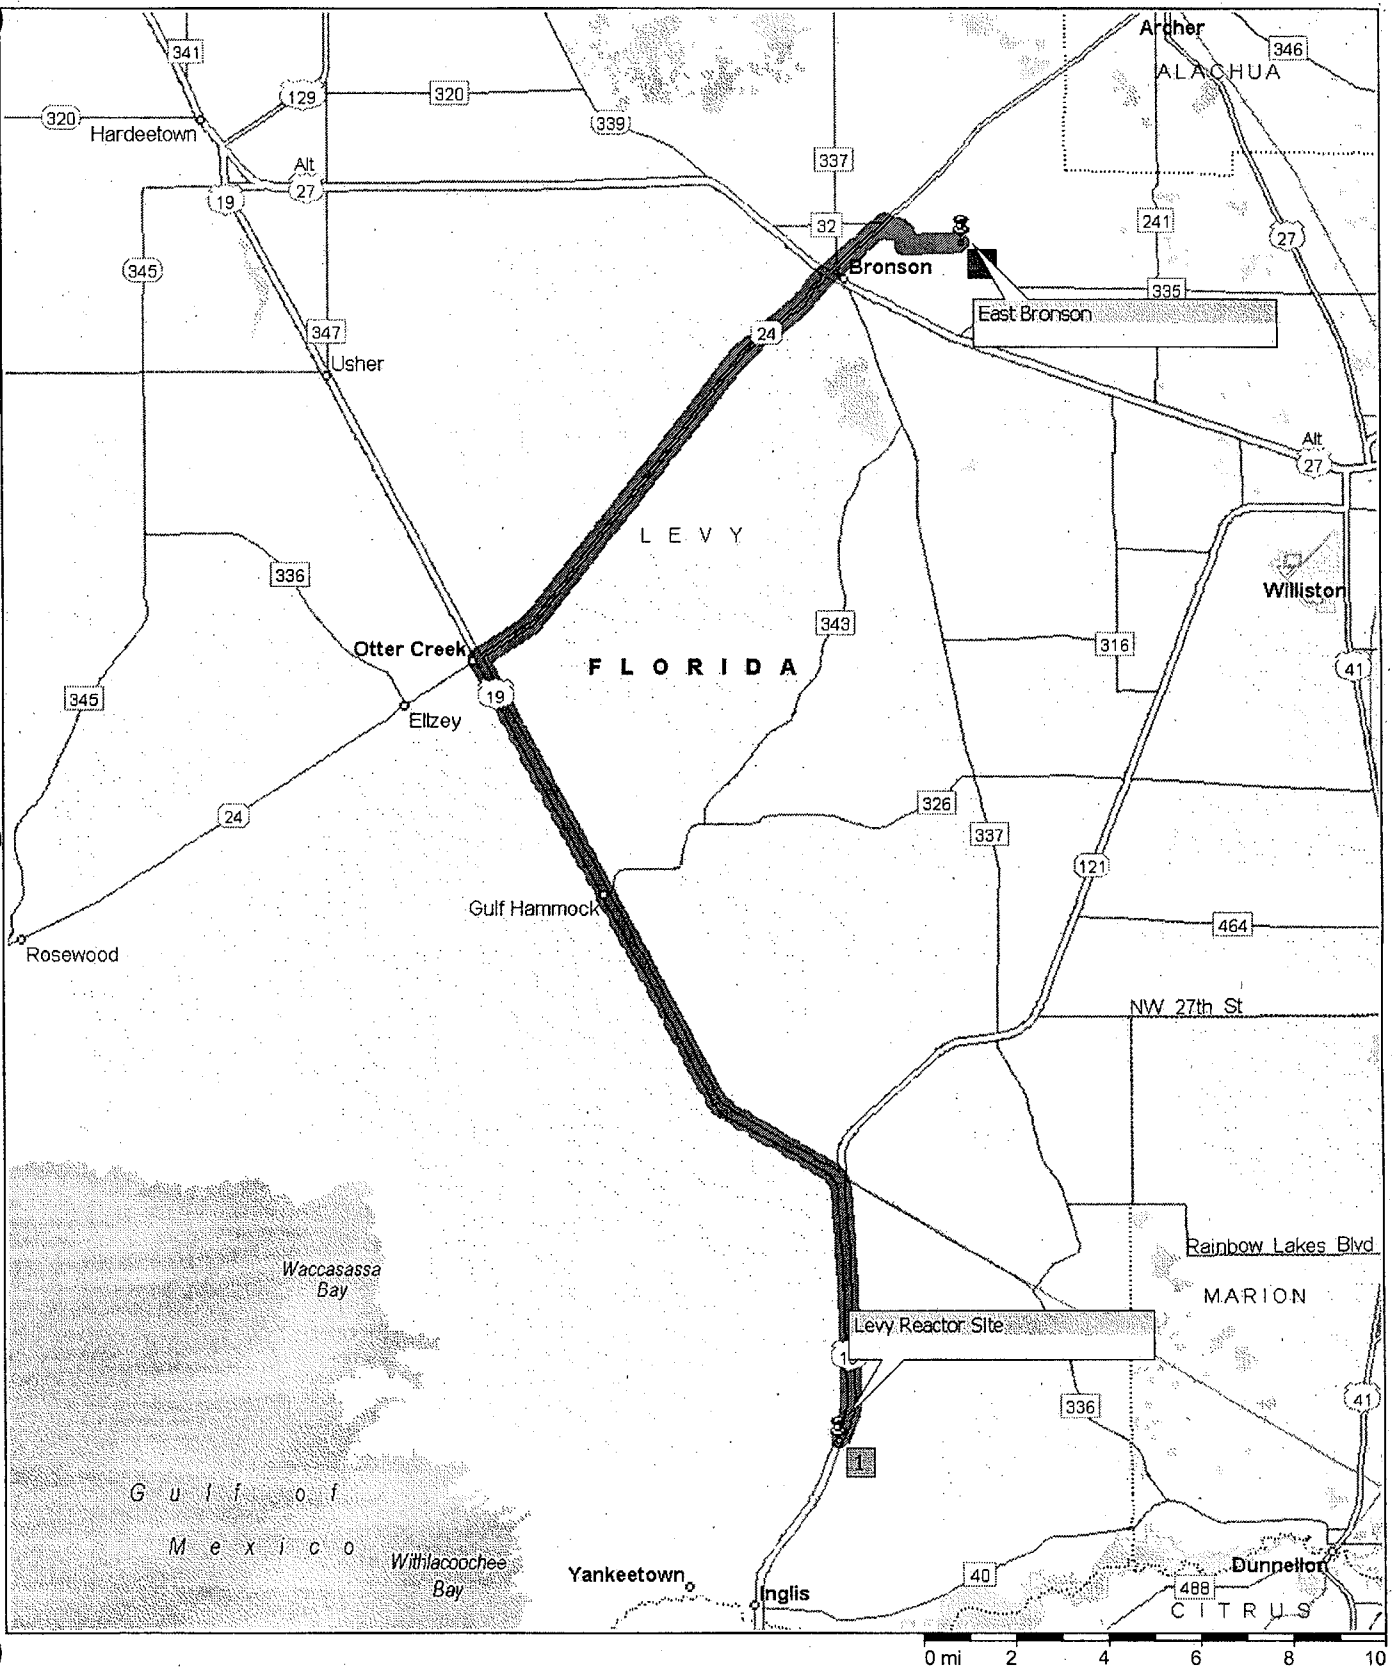 Archer
341
346
ALACHUA
129
320
320
339
Hardeetown
337
Alt
27
19
32
241
27
345
Bronson
335
East Bronson
347
24
Usher
Alt
27
LEVY
336
Williston
343
316
Otter Creek
FLORIDA
41
19
345
Ellzey
326
24
337
121
Gulf Hammock
464
Rosewood
NW 27th St
Rainbow Lakes Blvd
Waccasassa
Bay
MARION
Levy Reactor Site
1
41
336
1
Gulf of
Mexico
Withlacoochee
Bay
Yankeetown
40
Dunnellon
488
Inglis
CITRUS
0 mi 2 4 6 8 10